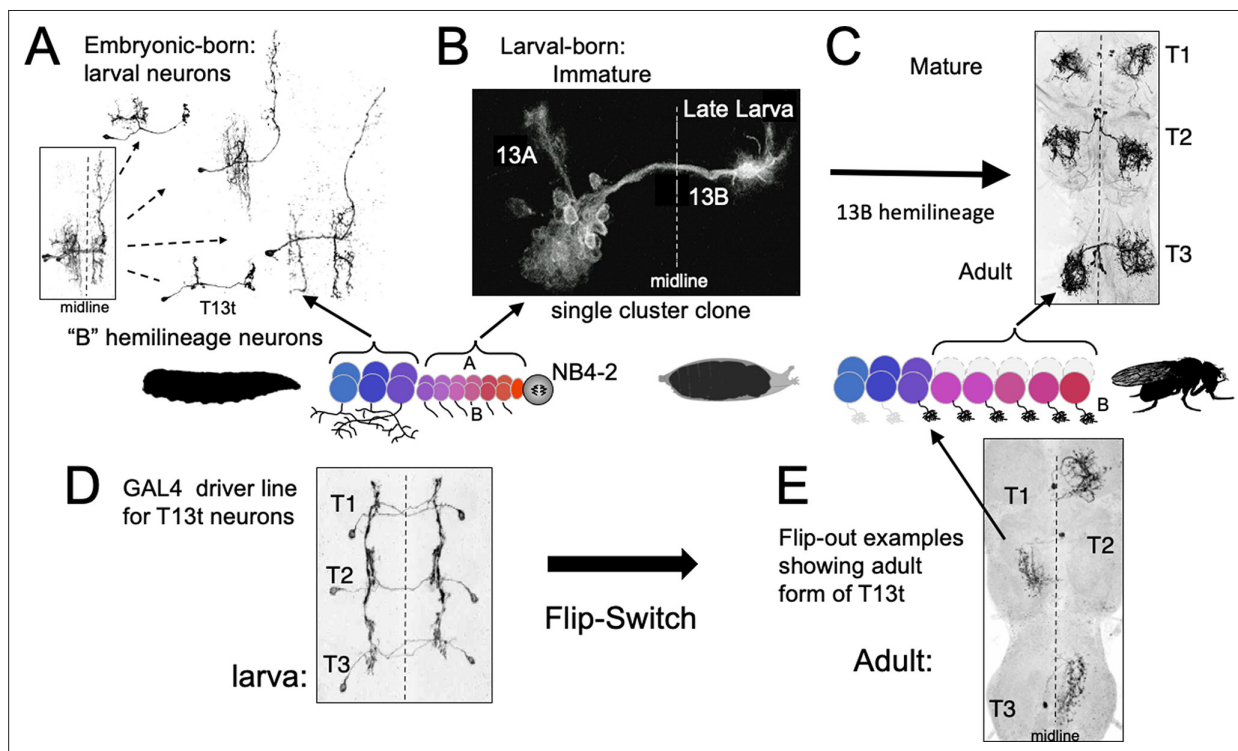 A
Embryonic-born:
larval neurons
midline
T13t
"B" hemilineage neurons
B
Larval-born:
Immature
Late Larva
13A
13B
midline
single cluster clone
13B hemilineage
C
Mature
Adult
T1
T2
T3
A
B
NB4-2
B
D
GAL4 driver line
for T13t neurons
T1
T2
T3
larva:
Flip-Switch
E
Flip-out examples
showing adult
form of T13t
Adult:
T1
T2
T3
midline